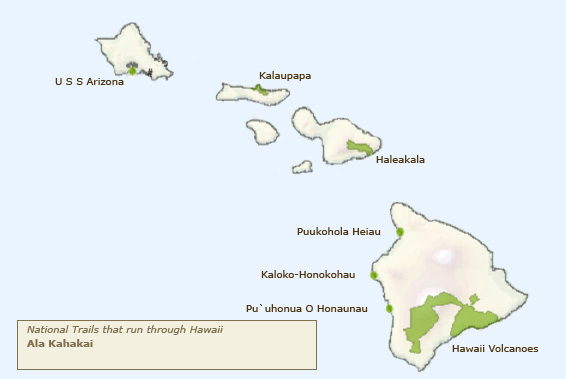 U S S Arizona
Kalaupapa
Haleakala
Puukohola Heiau
Kaloko-Honokohau
Pu`uhonua O Honaunau
Hawaii Volcanoes
National Trails that run through Hawaii
Ala Kahakai